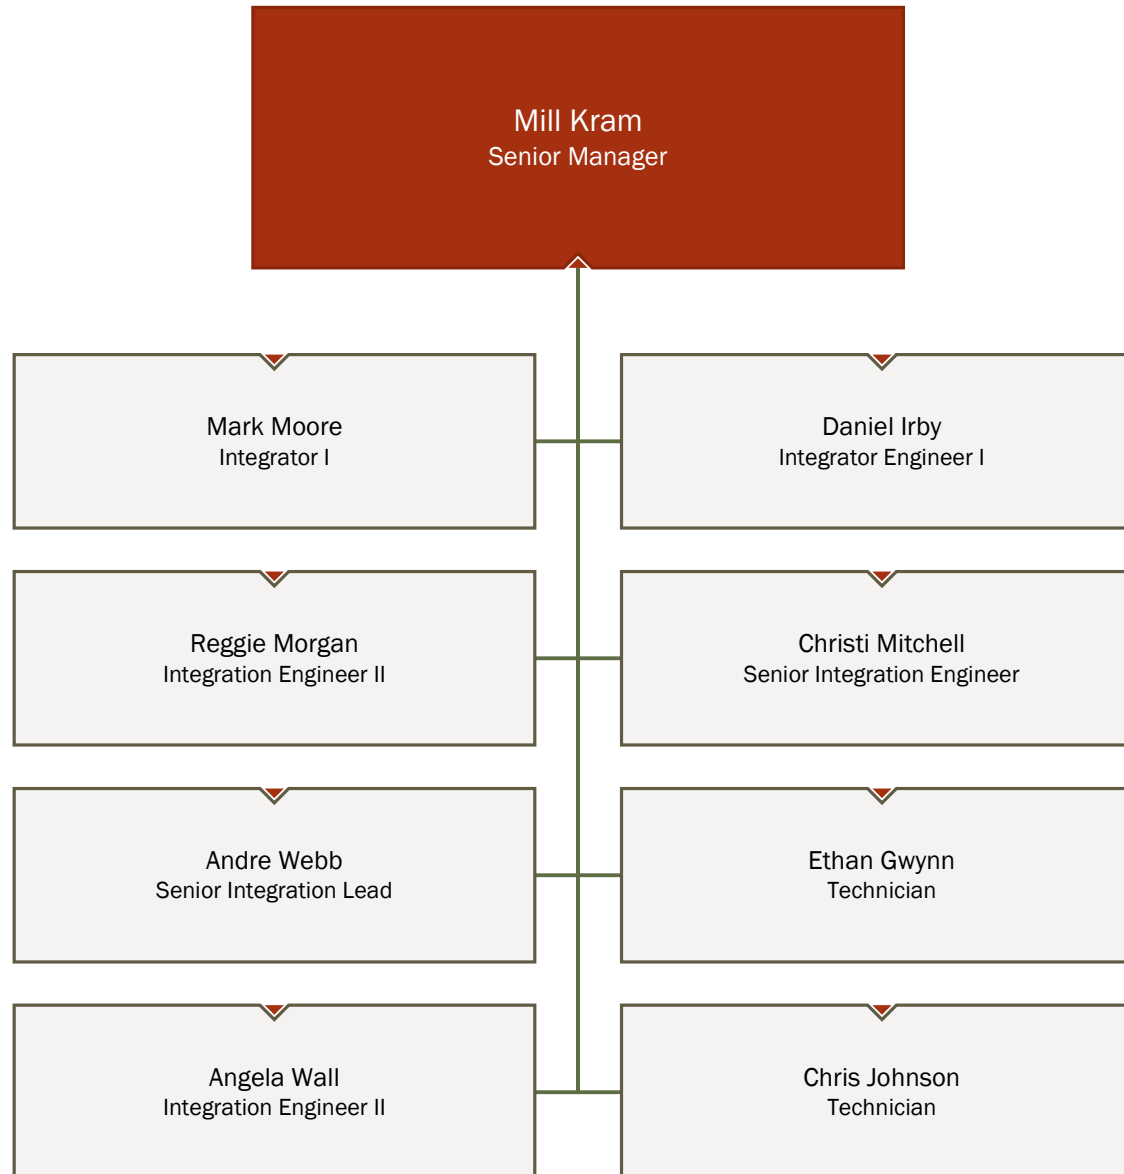 Mill Kram
Senior Manager
Mark Moore
Integrator I
Daniel Irby
Integrator Engineer I
Reggie Morgan
Integration Engineer II
Christi Mitchell
Senior Integration Engineer
Andre Webb
Senior Integration Lead
Ethan Gwynn
Technician
Angela Wall
Integration Engineer II
Chris Johnson
Technician